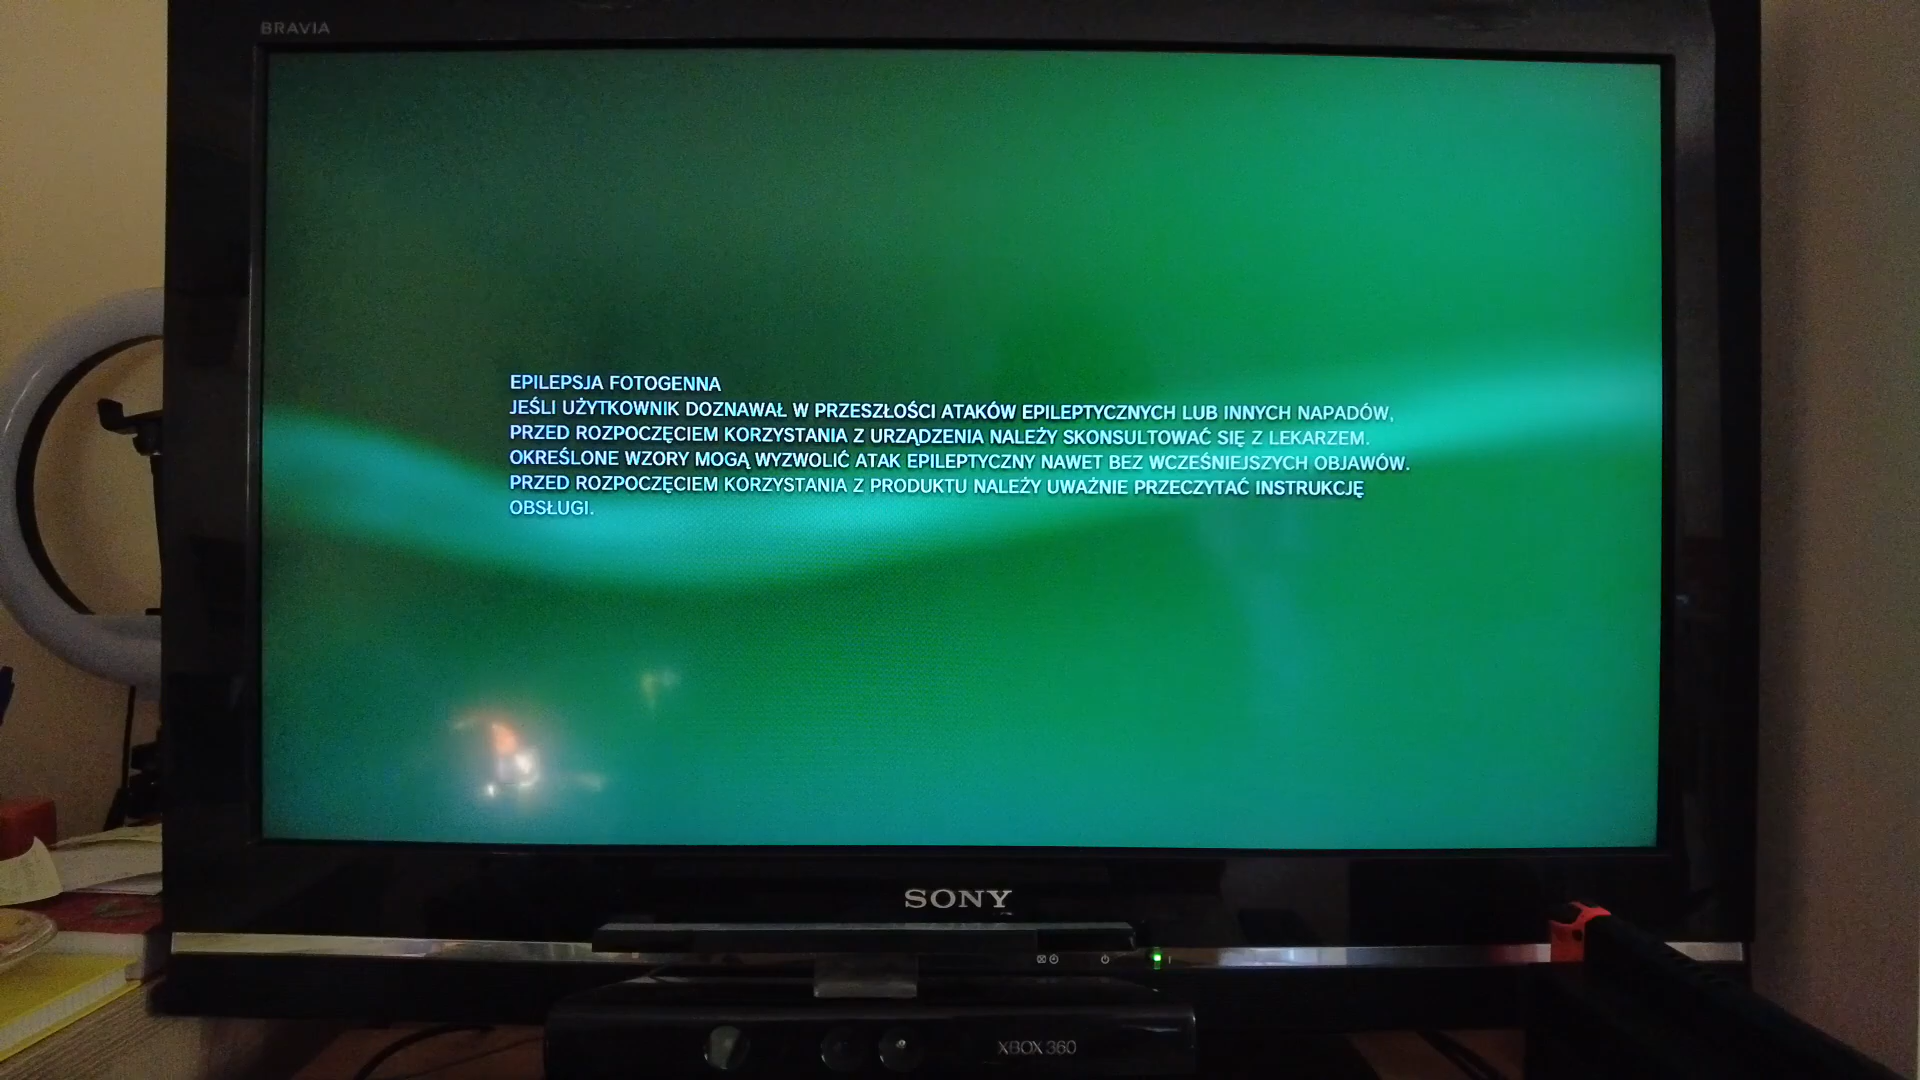 BRAVIA
EPILEPSJA FOTOGENNA
JEŚLI UŻYTKOWNIK DOZNAWAŁ W PRZESZŁOŚCI ATAKÓW EPILEPTYCZNYCH LUB INNYCH NAPADÓW,
PRZED ROZPOCZĘCIEM KORZYSTANIA Z URZĄDZENIA NALEŻY SKONSULTOWAĆ SIĘ Z LEKARZEM.
OKREŚLONE WZORY MOGĄ WYZWOLIĆ ATAK EPILEPTYCZNY NAWET BEZ WCZEŚNIEJSZYCH OBJAWÓW.
PRZED ROZPOCZĘCIEM KORZYSTANIA Z PRODUKTU NALEŻY UWAŻNIE PRZECZYTAĆ INSTRUKCJĘ
OBSŁUGI.
SONY
XBOX 360